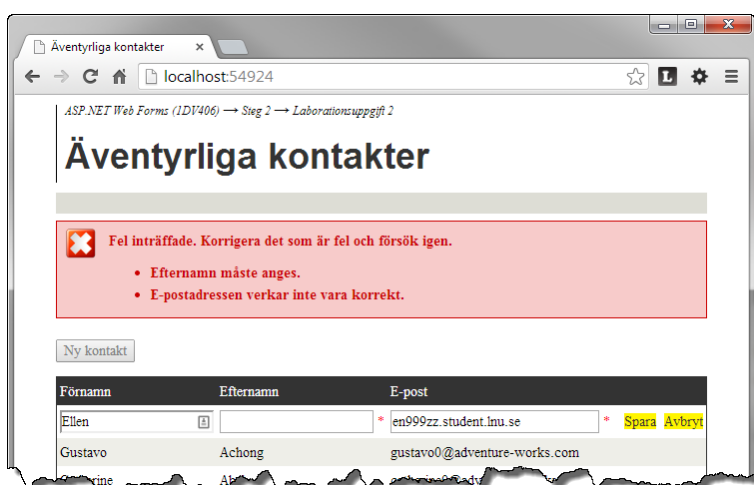 Äventyrliga kontakter
localhost:54924
ASP.NET Web Forms (1DV406) → Steg 2 → Laborationsuppgift 2
Äventyrliga kontakter
Fel inträffade. Korrigera det som är fel och försök igen.
• Efternamn måste anges.
• E-postadressen verkar inte vara korrekt.
Ny kontakt
Förnamn Efternamn E-post
Ellen * en999zz.student.lnu.se * Spara Avbryt
Gustavo Achong gustavo0@adventure-works.com